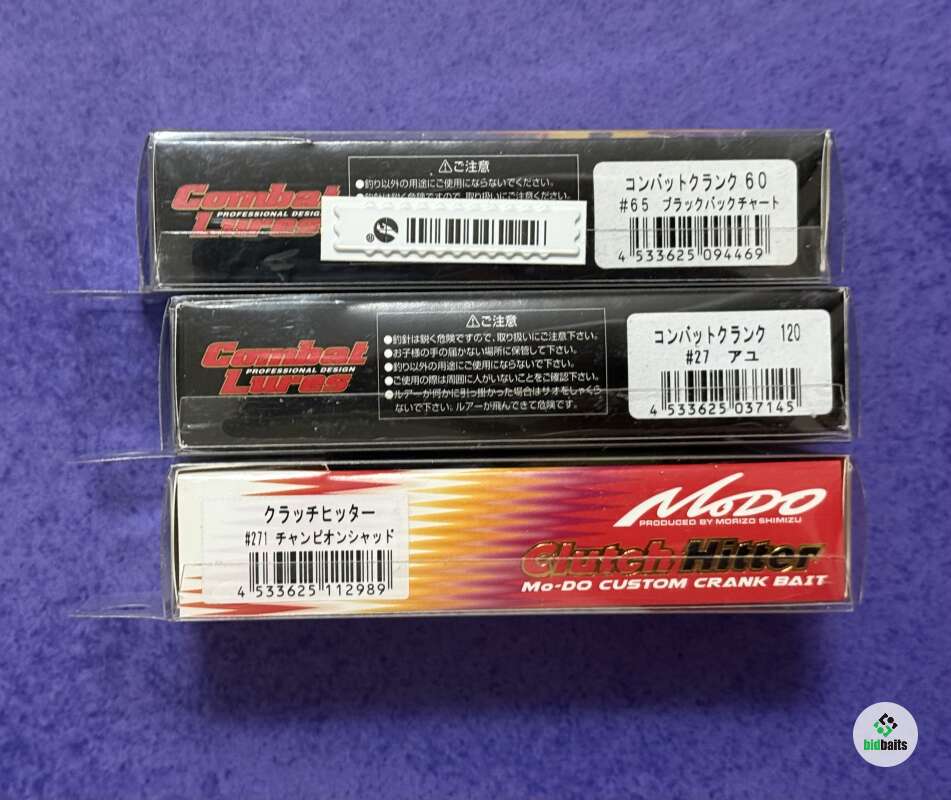 Combat
PROFESSIONAL DESIGN
Lures
⚠ご注意
●釣り以外の用途にご使用にならないでください。
コンバットクランク 60
#65 ブラックバックチャート
4 533625 094469
®
Combat
PROFESSIONAL DESIGN
Lures
⚠ご注意
●釣針は鋭く危険ですので、取り扱いにご注意下さい。
●お子様の手の届かない場所に保管して下さい。
●釣り以外の用途にご使用にならないで下さい。
●ご使用の際は周囲に人がいないことをご確認下さい。
●ルアーが何かに引っ掛かった場合はサオをしゃくら
ないで下さい。ルアーが飛んできて危険です。
コンバットクランク 120
#27 アユ
4 533625 037145
クラッチヒッター
#271 チャンピオンシャッド
4 533625 112989
MoDO
PRODUCED BY MORIZO SHIMIZU
Clutch Hitter
Mo-DO CUSTOM CRANK BAIT
bidbaits